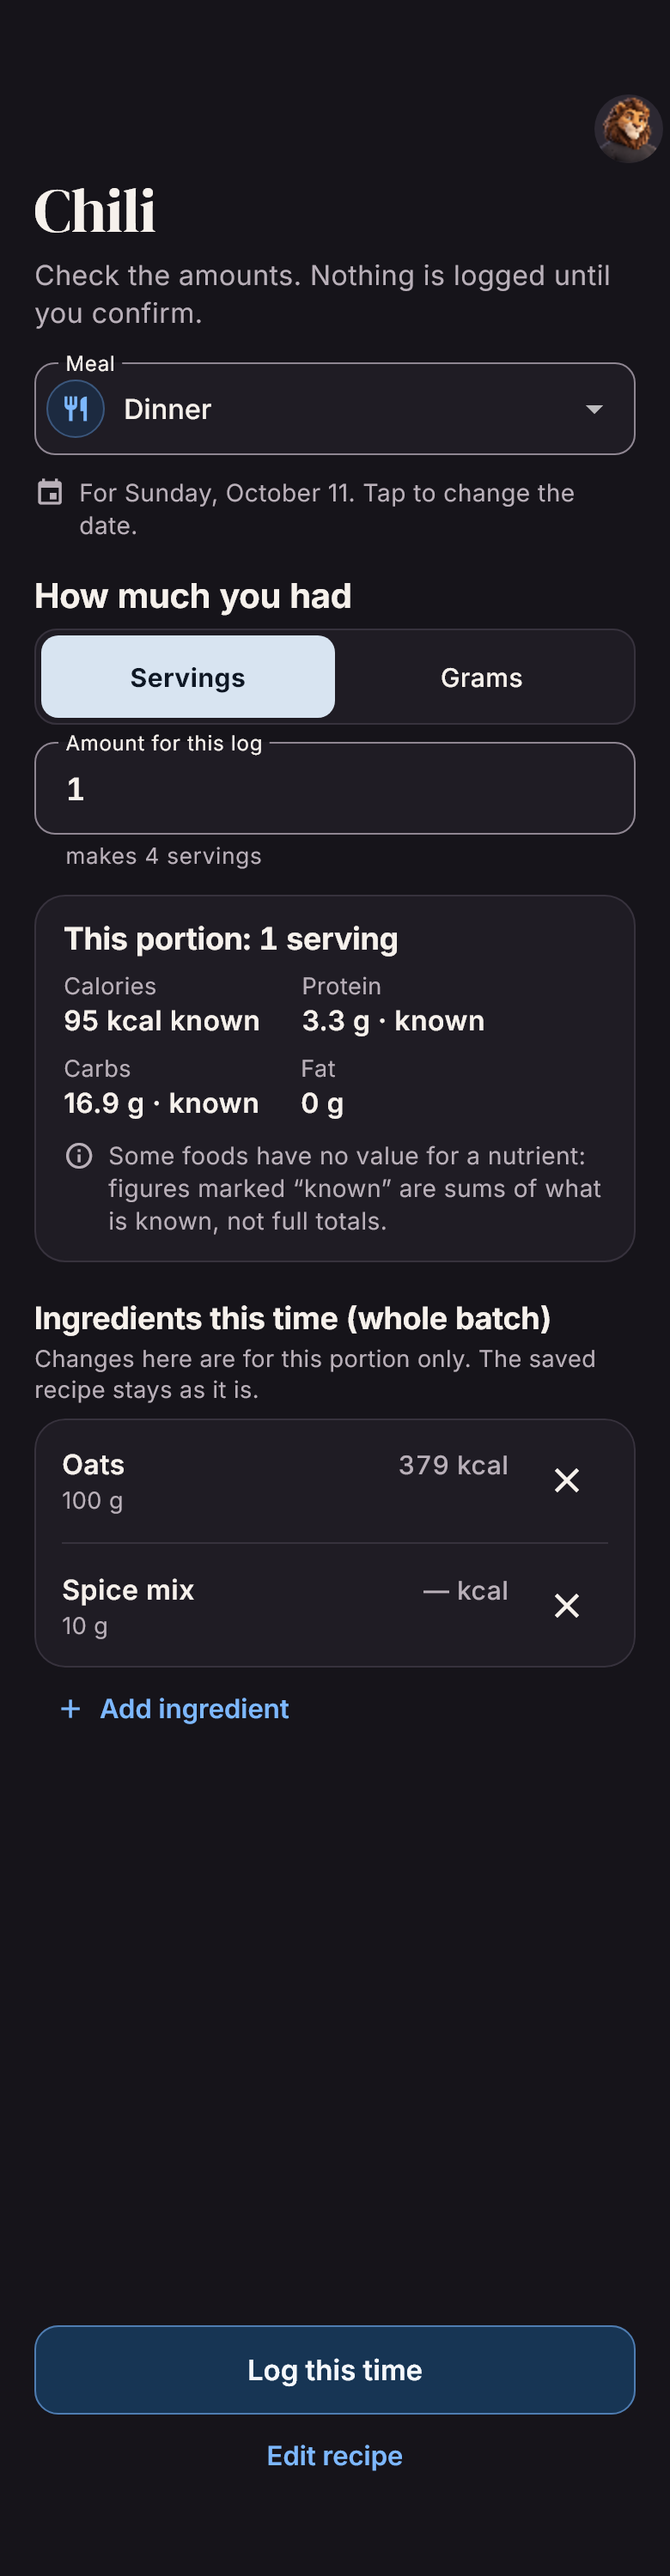 Chili
Check the amounts. Nothing is logged until
you confirm.
Meal
Dinner
For Sunday, October 11. Tap to change the
date.
How much you had
Servings
Grams
Amount for this log
1
makes 4 servings
This portion: 1 serving
Calories
Protein
95 kcal known
3.3 g · known
Carbs
Fat
16.9 g · known
0 g
Some foods have no value for a nutrient:
figures marked “known” are sums of what
is known, not full totals.
Ingredients this time (whole batch)
Changes here are for this portion only. The saved
recipe stays as it is.
Oats
379 kcal
100 g
Spice mix
— kcal
10 g
+ Add ingredient
Log this time
Edit recipe